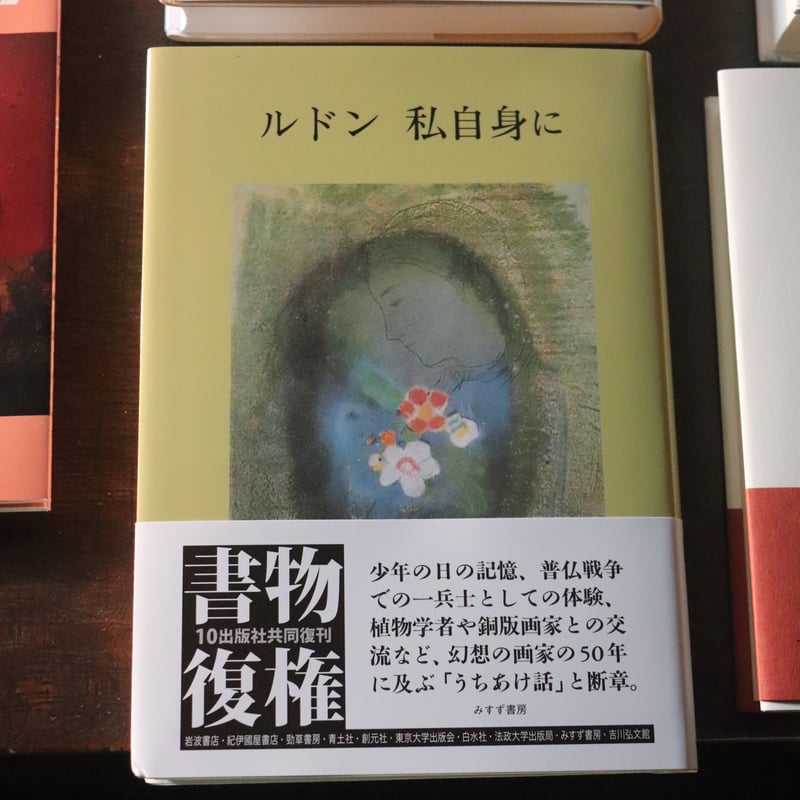 ルドン 私自身に
書物
10出版社共同復刊
復権
少年の日の記憶、普仏戦争
での一兵士としての体験、
植物学者や銅版画家との交
流など、幻想の画家の50年
に及ぶ「うちあけ話」と断章。
みすず書房
岩波書店・紀伊國屋書店・勁草書房・青土社・創元社・東京大学出版会・白水社・法政大学出版局・みすず書房・吉川弘文館